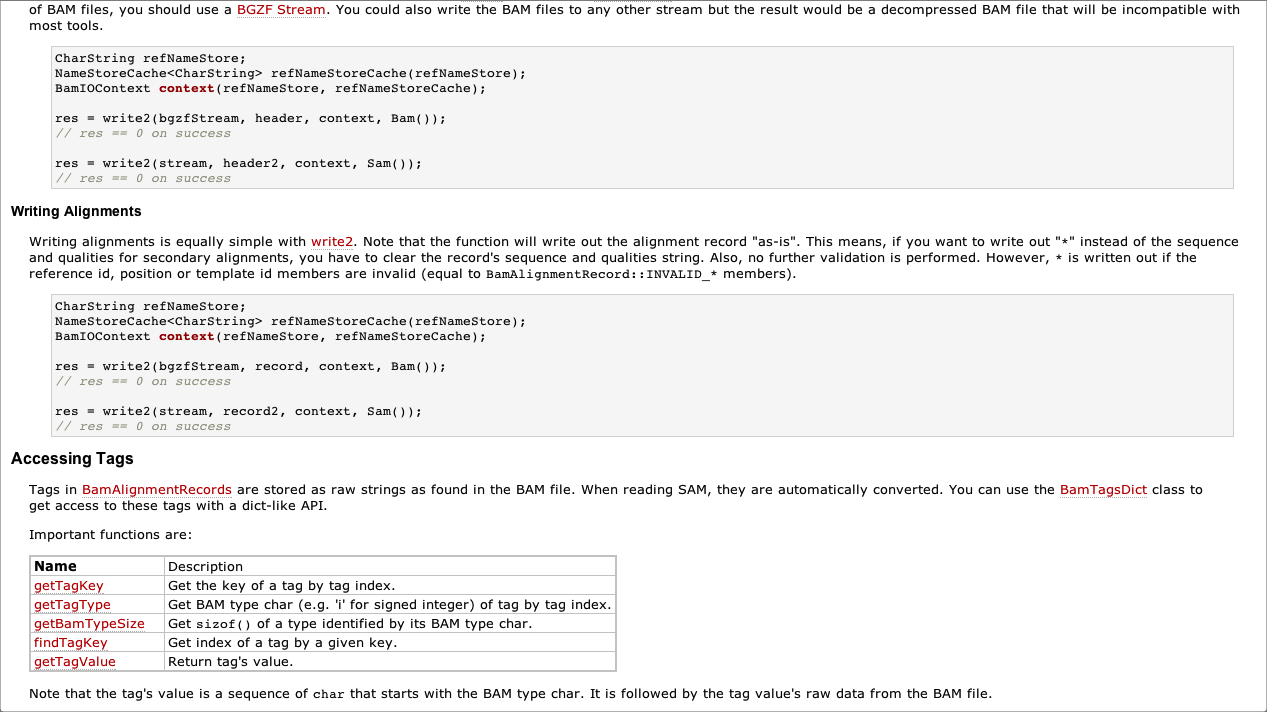 of BAM files, you should use a BGZF Stream. You could also write the BAM files to any other stream but the result would be a decompressed BAM file that will be incompatible with
most tools.
CharString refNameStore;
NameStoreCache<CharString> refNameStoreCache(refNameStore);
BamIOContext context(refNameStore, refNameStoreCache);
res = write2(bgzfStream, header, context, Bam());
// res == 0 on success
res = write2(stream, header2, context, Sam());
// res == 0 on success
Writing Alignments
Writing alignments is equally simple with write2. Note that the function will write out the alignment record "as-is". This means, if you want to write out "*" instead of the sequence
and qualities for secondary alignments, you have to clear the record's sequence and qualities string. Also, no further validation is performed. However, * is written out if the
reference id, position or template id members are invalid (equal to BamAlignmentRecord::INVALID_* members).
CharString refNameStore;
NameStoreCache<CharString> refNameStoreCache(refNameStore);
BamIOContext context(refNameStore, refNameStoreCache);
res = write2(bgzfStream, record, context, Bam());
// res == 0 on success
res = write2(stream, record2, context, Sam());
// res == 0 on success
Accessing Tags
Tags in BamAlignmentRecords are stored as raw strings as found in the BAM file. When reading SAM, they are automatically converted. You can use the BamTagsDict class to
get access to these tags with a dict-like API.
Important functions are:
Name Description
getTagKey Get the key of a tag by tag index.
getTagType Get BAM type char (e.g. 'i' for signed integer) of tag by tag index.
getBamTypeSize Get sizof() of a type identified by its BAM type char.
findTagKey Get index of a tag by a given key.
getTagValue Return tag's value.
Note that the tag's value is a sequence of char that starts with the BAM type char. It is followed by the tag value's raw data from the BAM file.